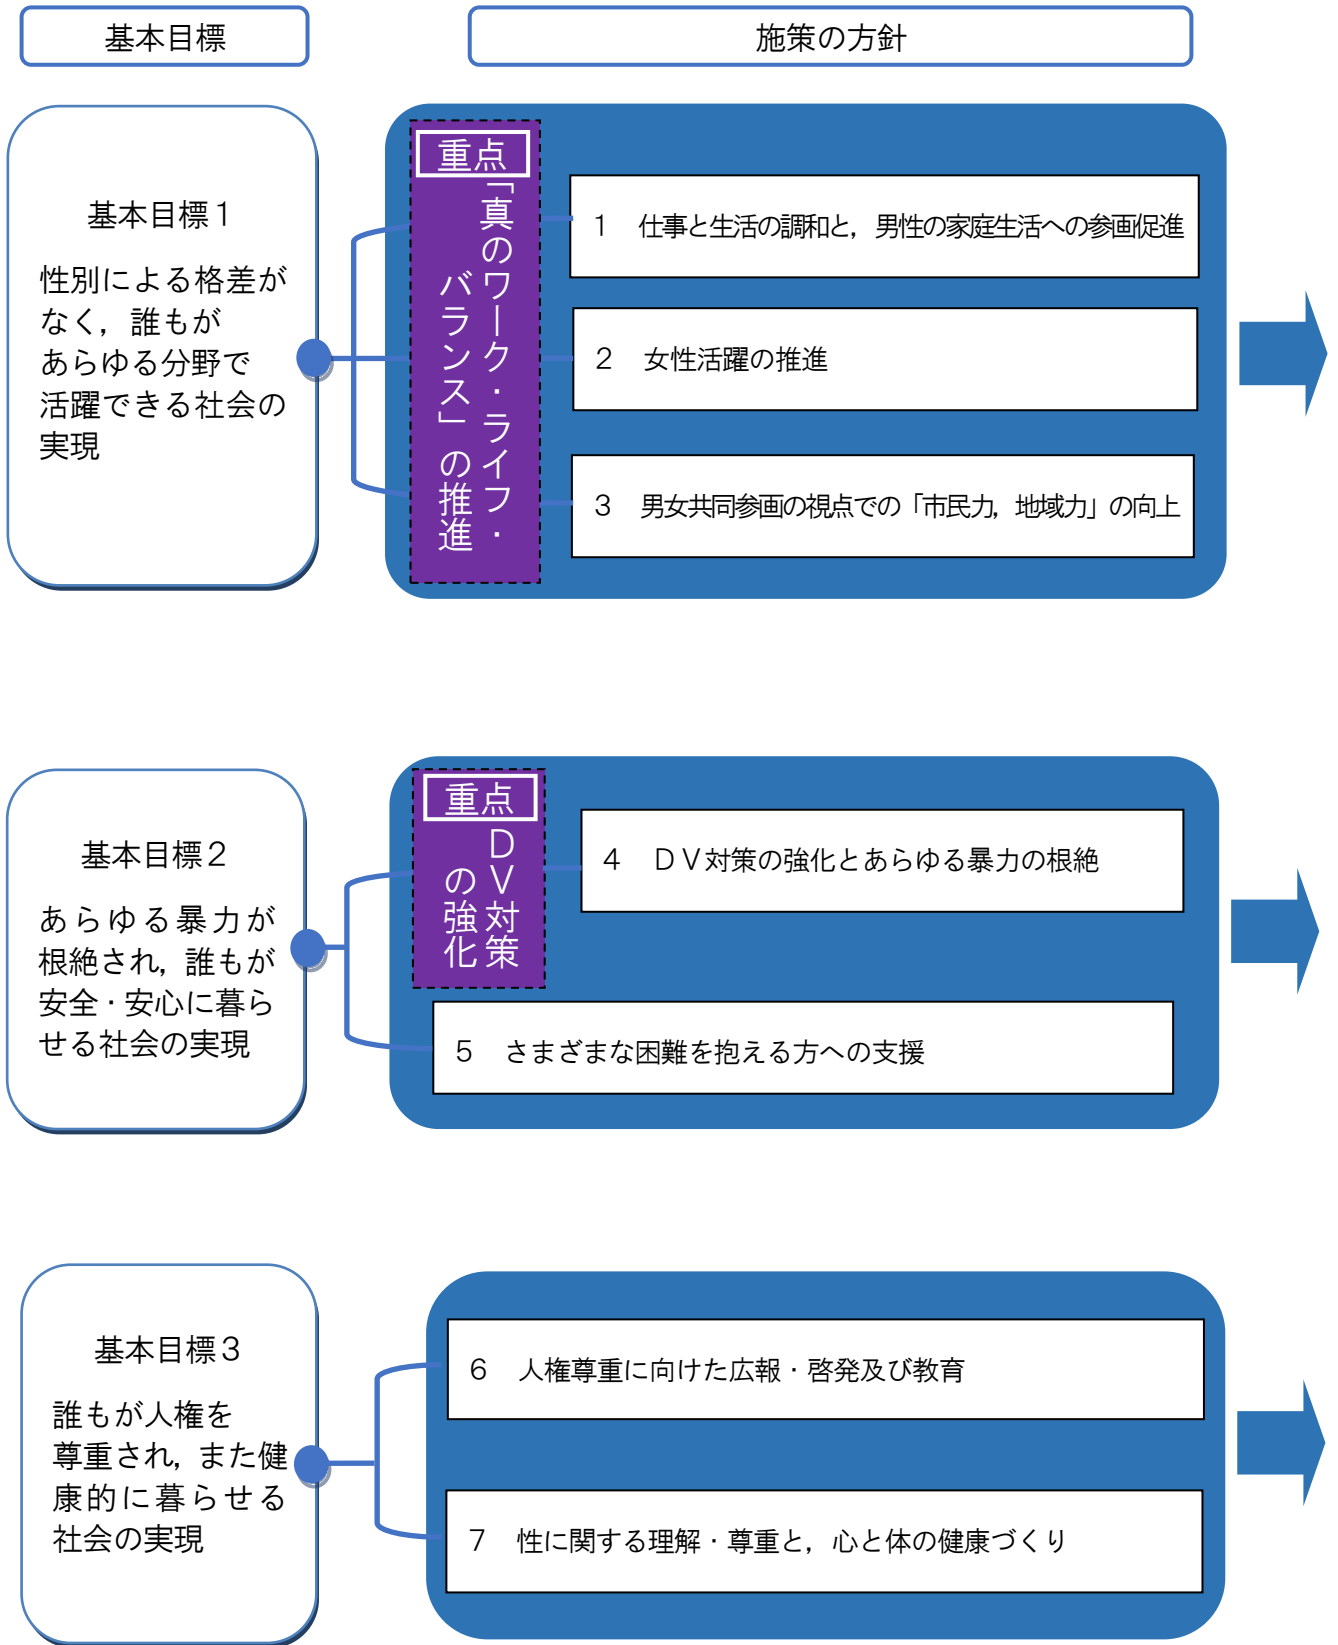 基本目標
施策の方針
基本目標１
性別による格差が
なく，誰もが
あらゆる分野で
活躍できる社会の
実現
重点
「真のワーク・ライフ・
バランス」の推進
１　仕事と生活の調和と，男性の家庭生活への参画促進
２　女性活躍の推進
３　男女共同参画の視点での「市民力，地域力」の向上
基本目標２
あらゆる暴力が
根絶され，誰もが
安全・安心に暮ら
せる社会の実現
重点
ＤＶ対策
の強化
４　ＤＶ対策の強化とあらゆる暴力の根絶
５　さまざまな困難を抱える方への支援
基本目標３
誰もが人権を
尊重され，また健
康的に暮らせる
社会の実現
６　人権尊重に向けた広報・啓発及び教育
７　性に関する理解・尊重と，心と体の健康づくり